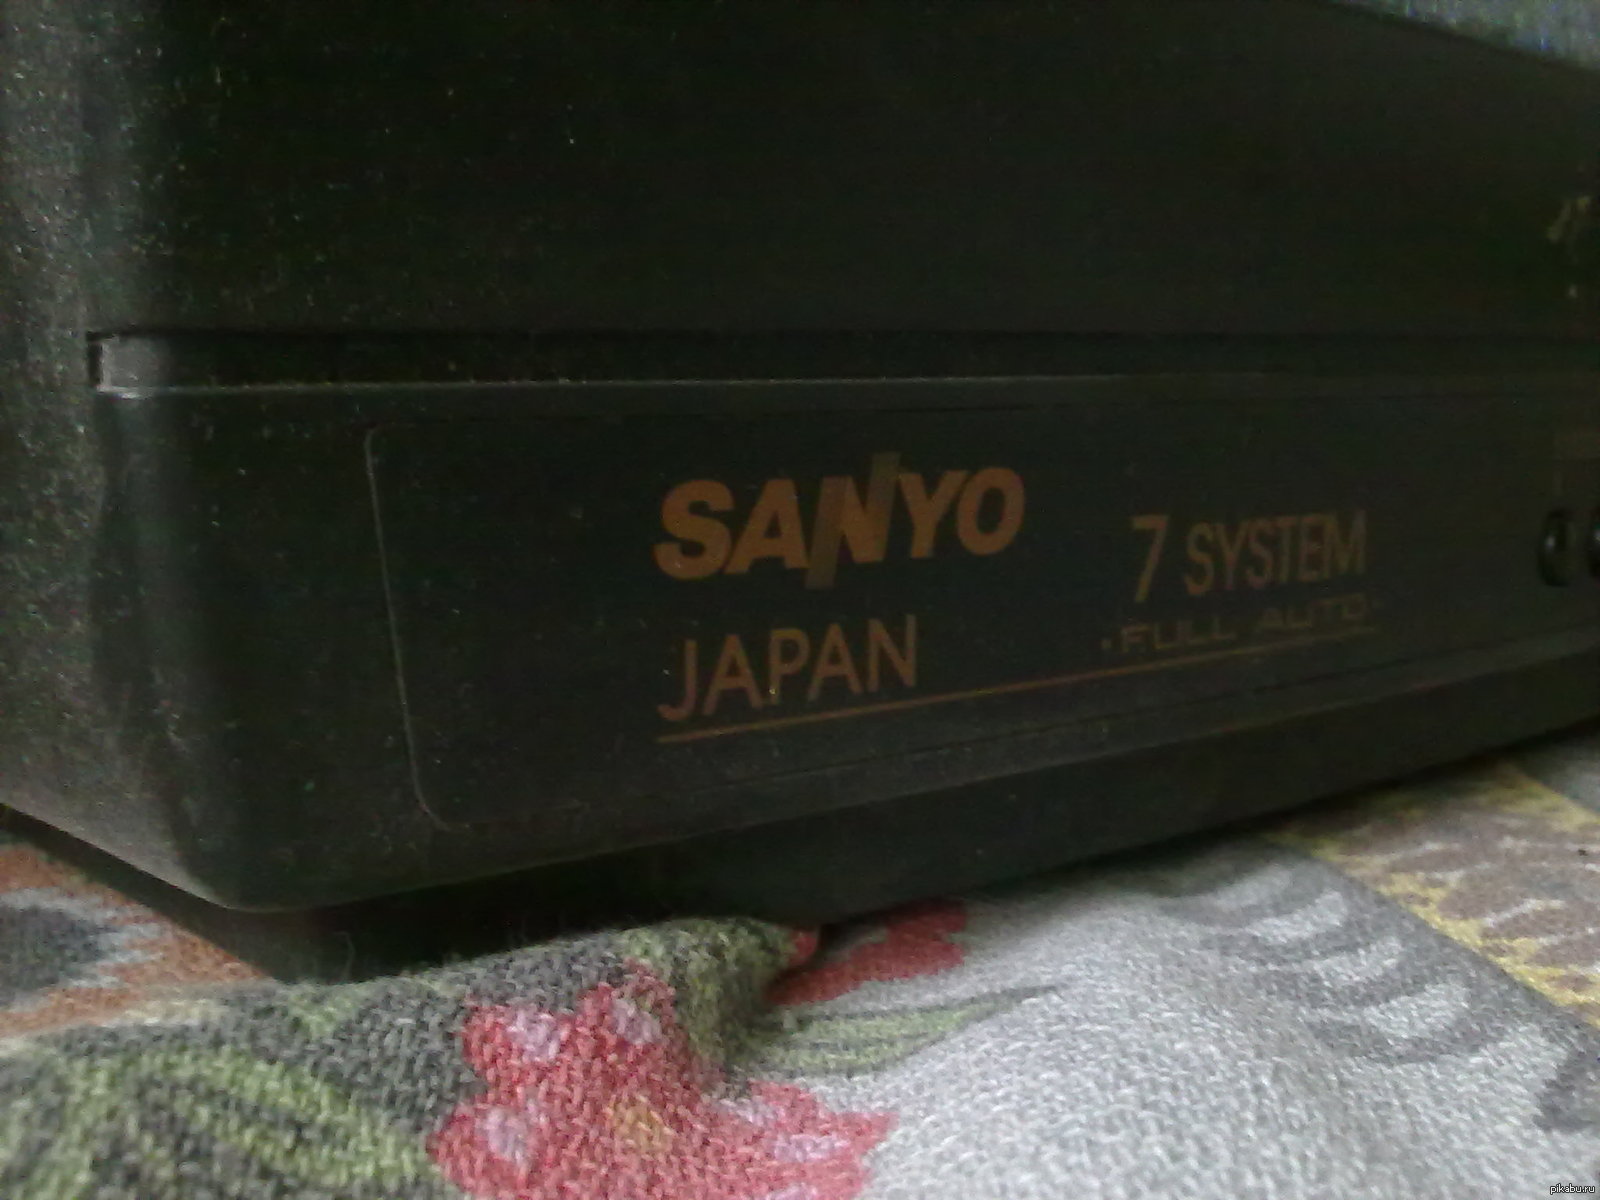 SANYO
7 SYSTEM
• FULL AUTO •
JAPAN
pikabu.ru